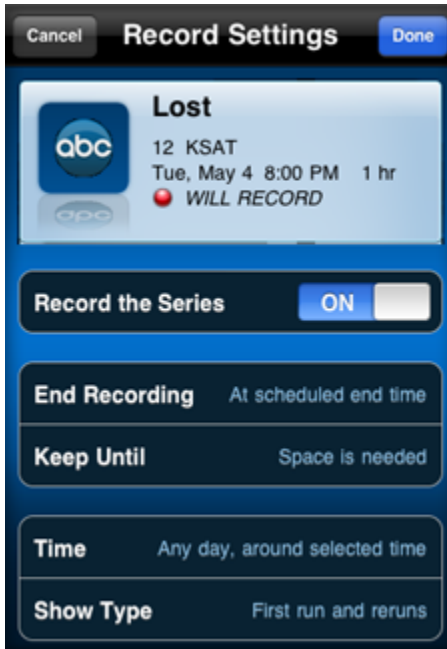 Cancel Record Settings Done
abc
Lost
12 KSAT
Tue, May 4 8:00 PM 1 hr
WILL RECORD
Record the Series ON
End Recording At scheduled end time
Keep Until Space is needed
Time Any day, around selected time
Show Type First run and reruns